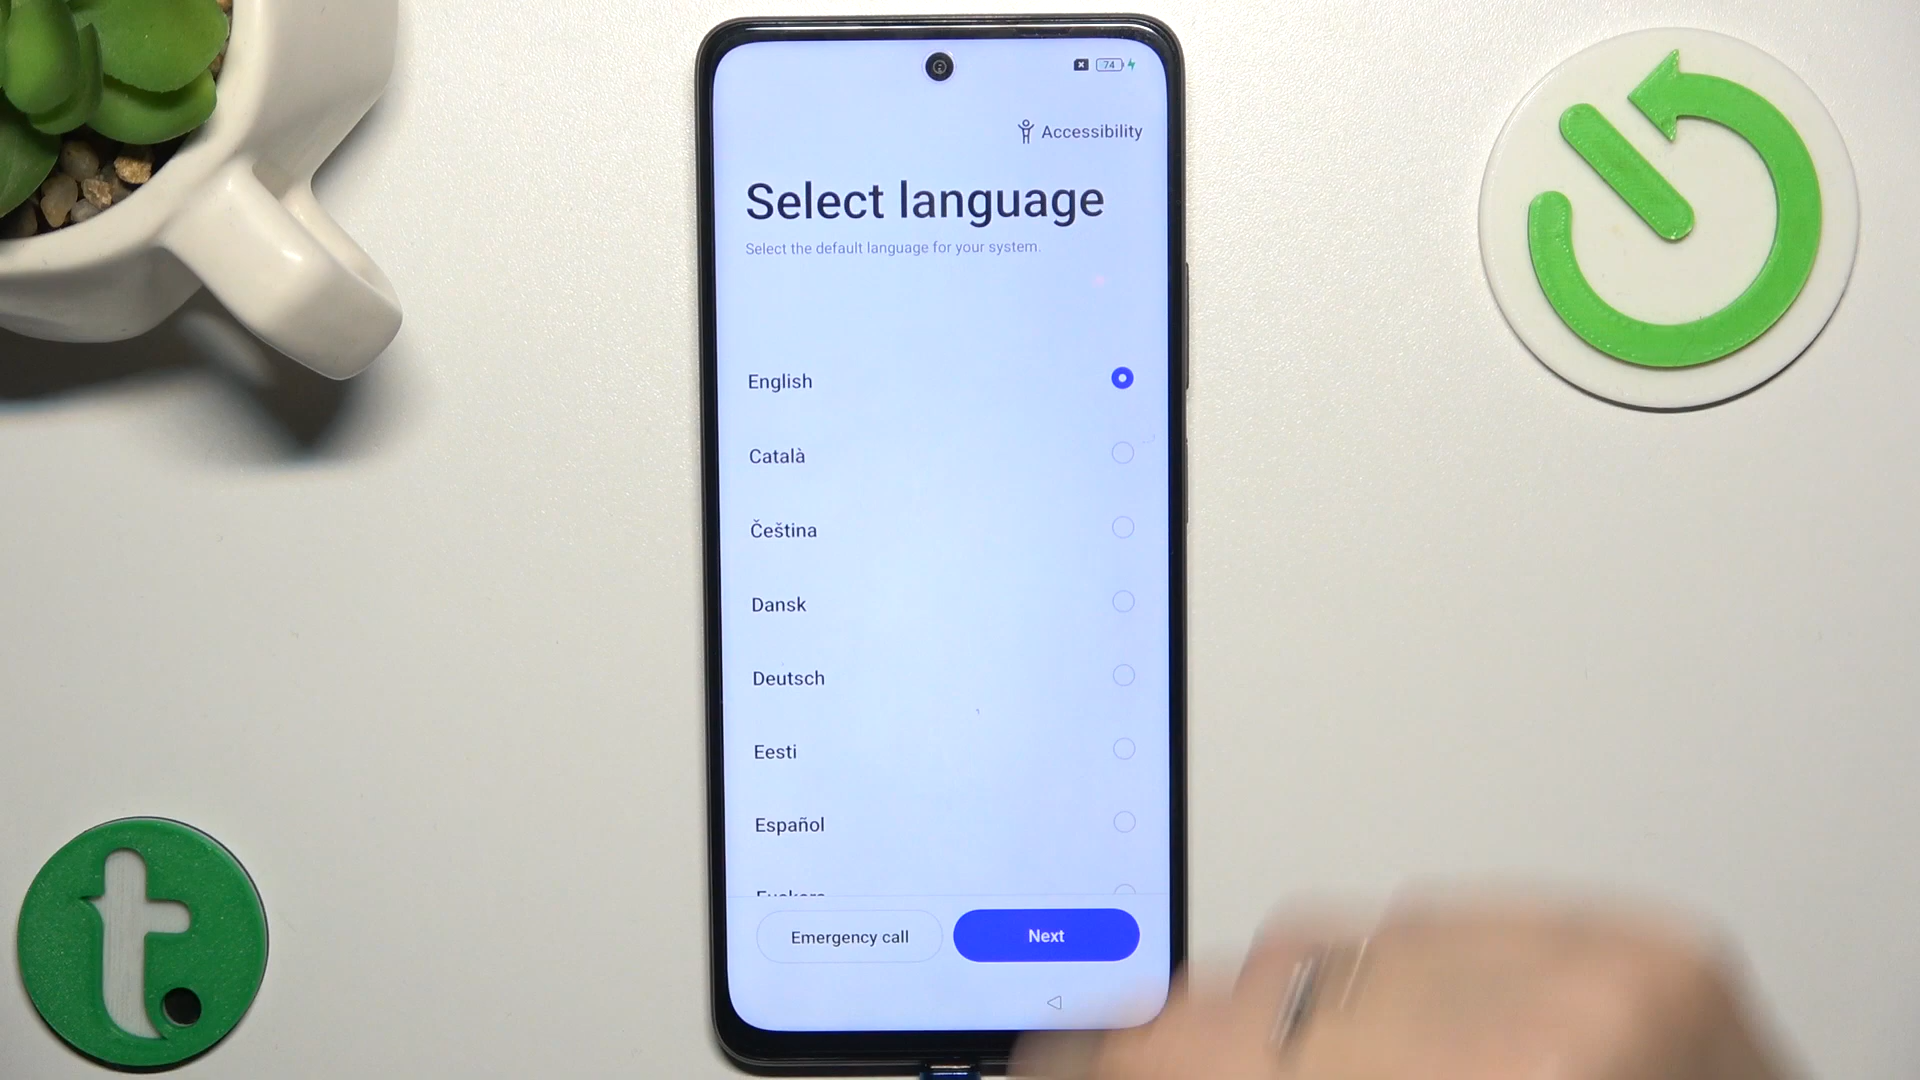 74
Accessibility
Select language
Select the default language for your system.
English
Català
Čeština
Dansk
Deutsch
Eesti
Español
Emergency call
Next
t